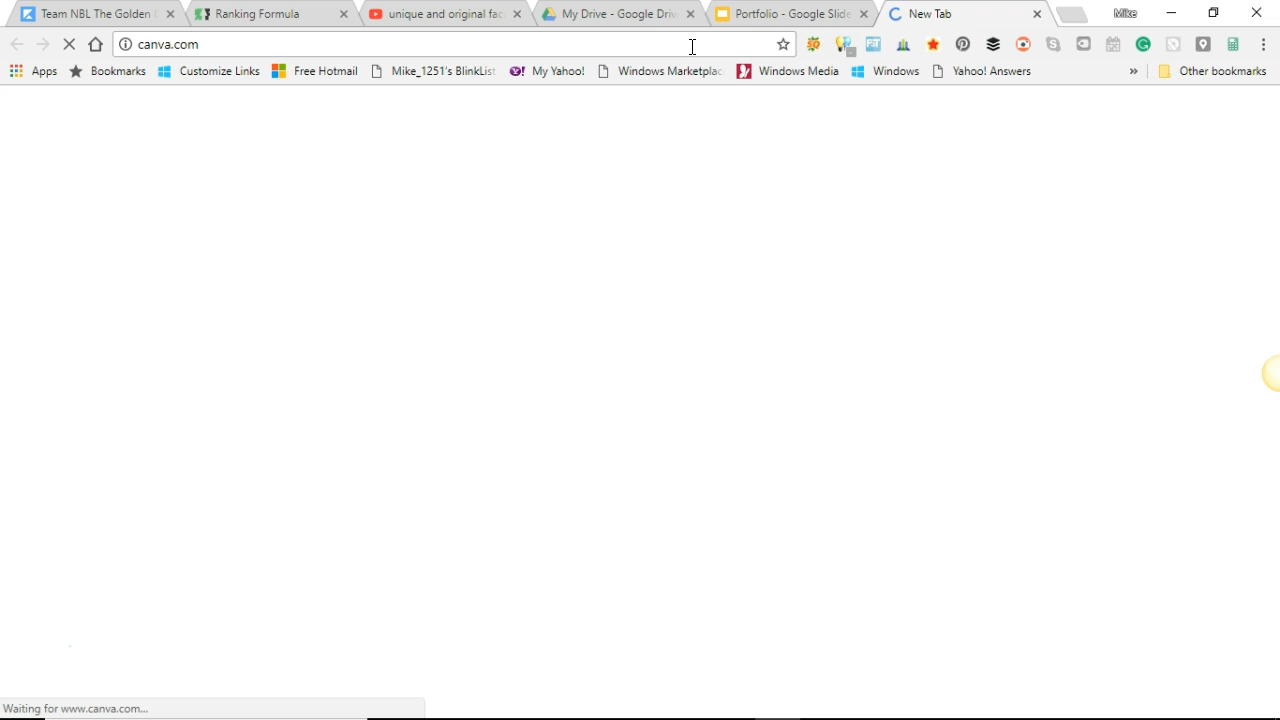 Team NBL The Golden
Ranking Formula
unique and original fac
My Drive - Google Driv
Portfolio - Google Slide
New Tab
Mike
canva.com
Apps
Bookmarks
Customize Links
Free Hotmail
Mike_1251's BlinkList
My Yahoo!
Windows Marketplac
Windows Media
Windows
Yahoo! Answers
»
Other bookmarks
Waiting for www.canva.com...